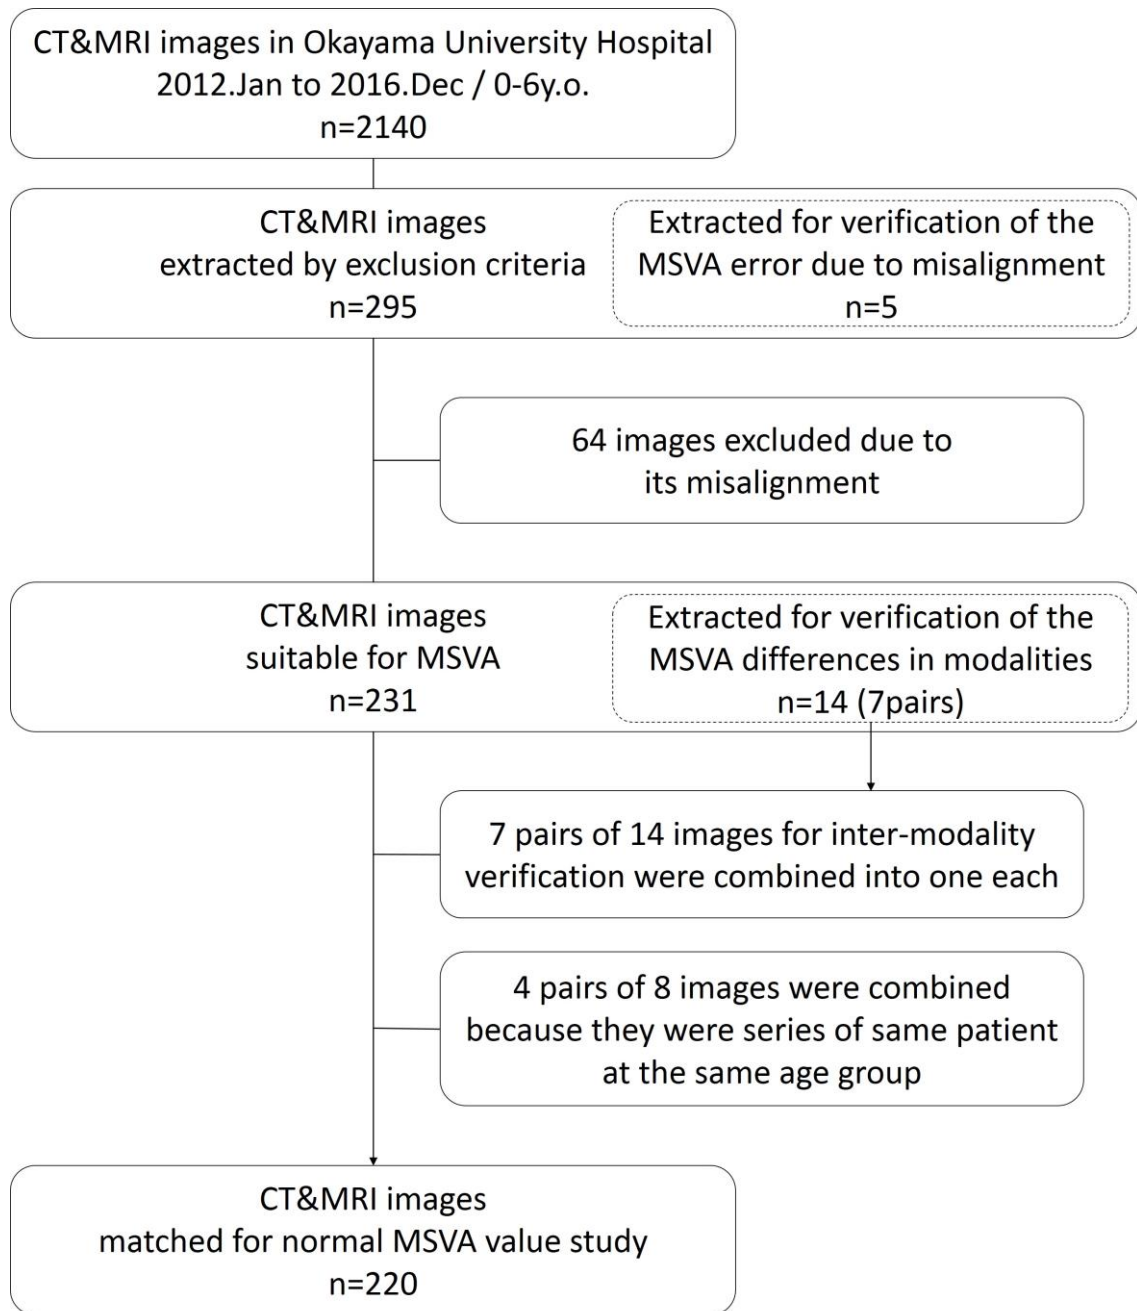 CT&MRI images in Okayama University Hospital
2012.Jan to 2016.Dec / 0-6y.o.
n=2140
CT&MRI images
extracted by exclusion criteria
n=295
Extracted for verification of the
MSVA error due to misalignment
n=5
64 images excluded due to
its misalignment
CT&MRI images
suitable for MSVA
n=231
Extracted for verification of the
MSVA differences in modalities
n=14 (7pairs)
7 pairs of 14 images for inter-modality
verification were combined into one each
4 pairs of 8 images were combined
because they were series of same patient
at the same age group
CT&MRI images
matched for normal MSVA value study
n=220